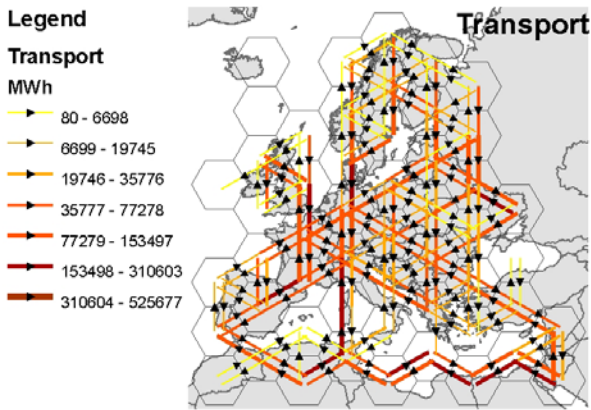 Legend
Transport
Transport
MWh
80 - 6698
6699 - 19745
19746 - 35776
35777 - 77278
77279 - 153497
153498 - 310603
310604 - 525677